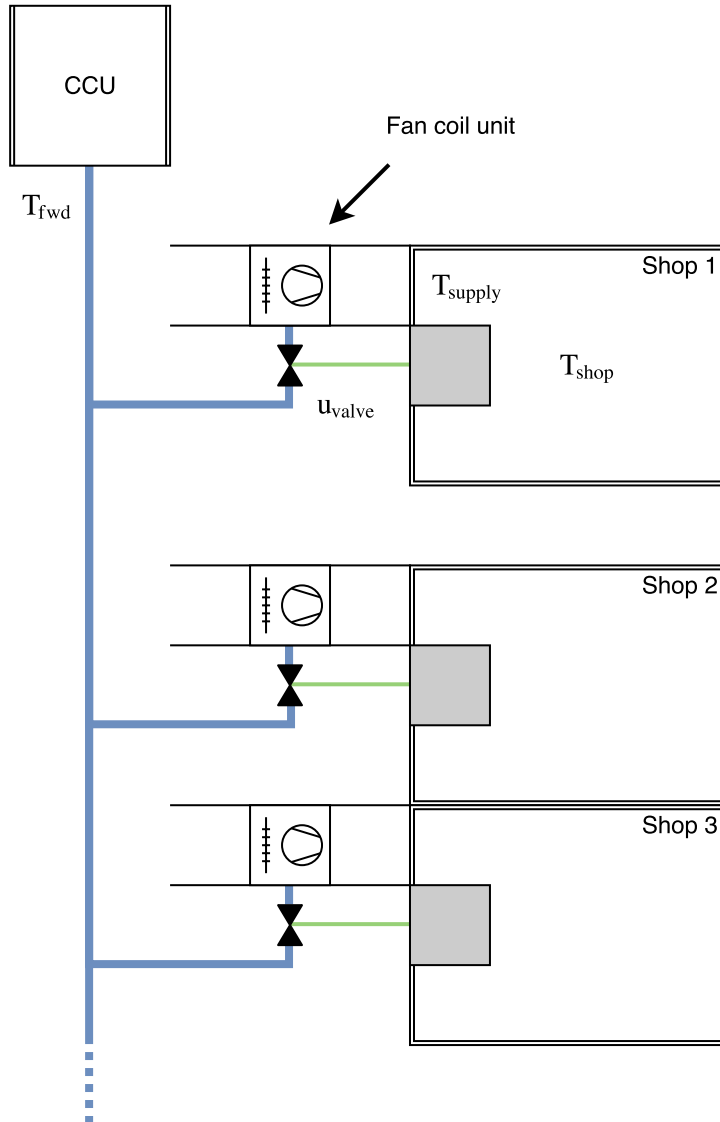 CCU
Fan coil unit
Tfwd
Shop 1
Tsupply
Tshop
uvalve
Shop 2
Shop 3